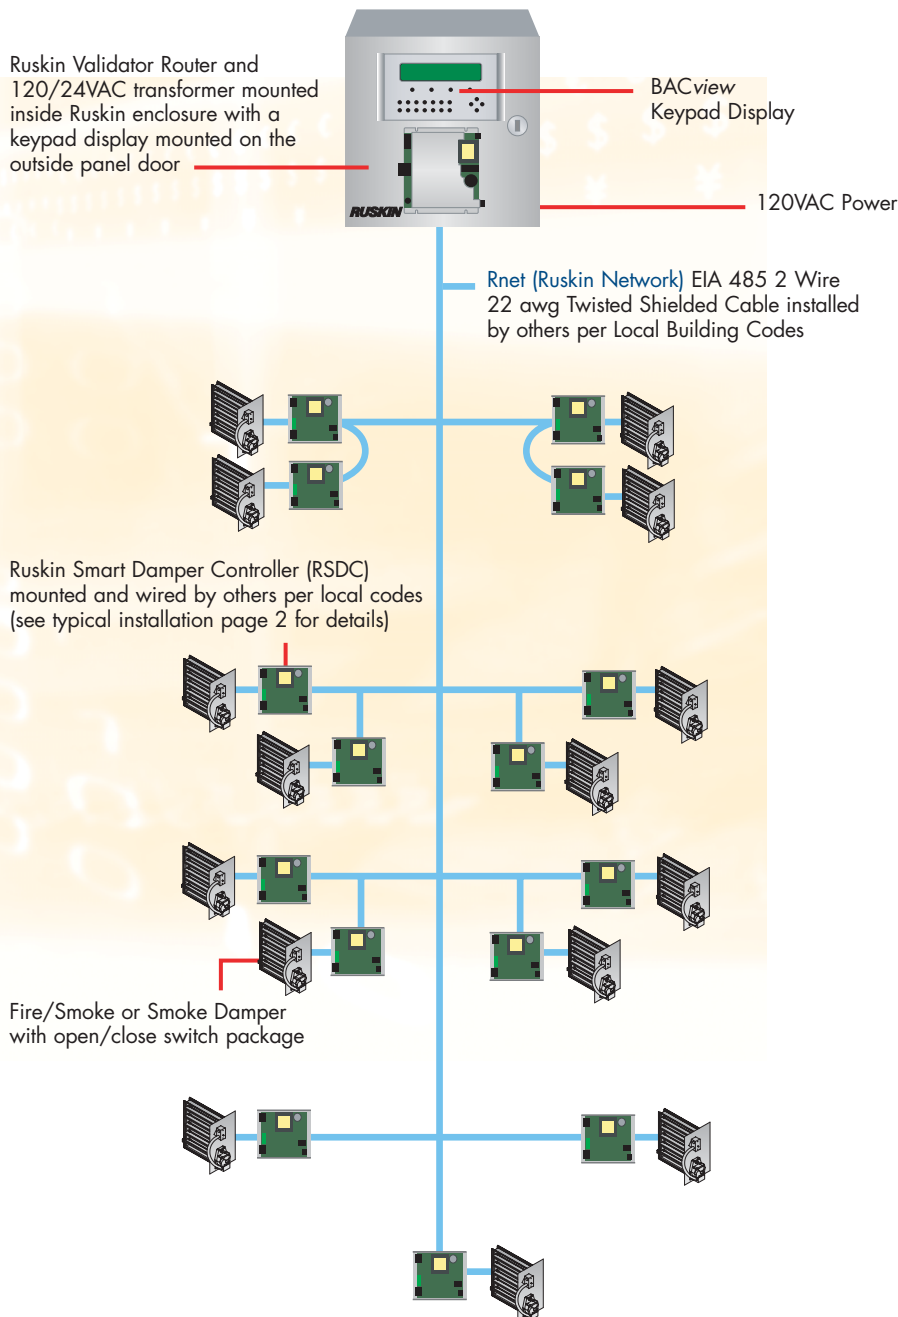 Ruskin Validator Router and
120/24VAC transformer mounted
inside Ruskin enclosure with a
keypad display mounted on the
outside panel door
BACview
Keypad Display
RUSKIN
120VAC Power
Rnet (Ruskin Network) EIA 485 2 Wire
22 awg Twisted Shielded Cable installed
by others per Local Building Codes
Ruskin Smart Damper Controller (RSDC)
mounted and wired by others per local codes
(see typical installation page 2 for details)
Fire/Smoke or Smoke Damper
with open/close switch package